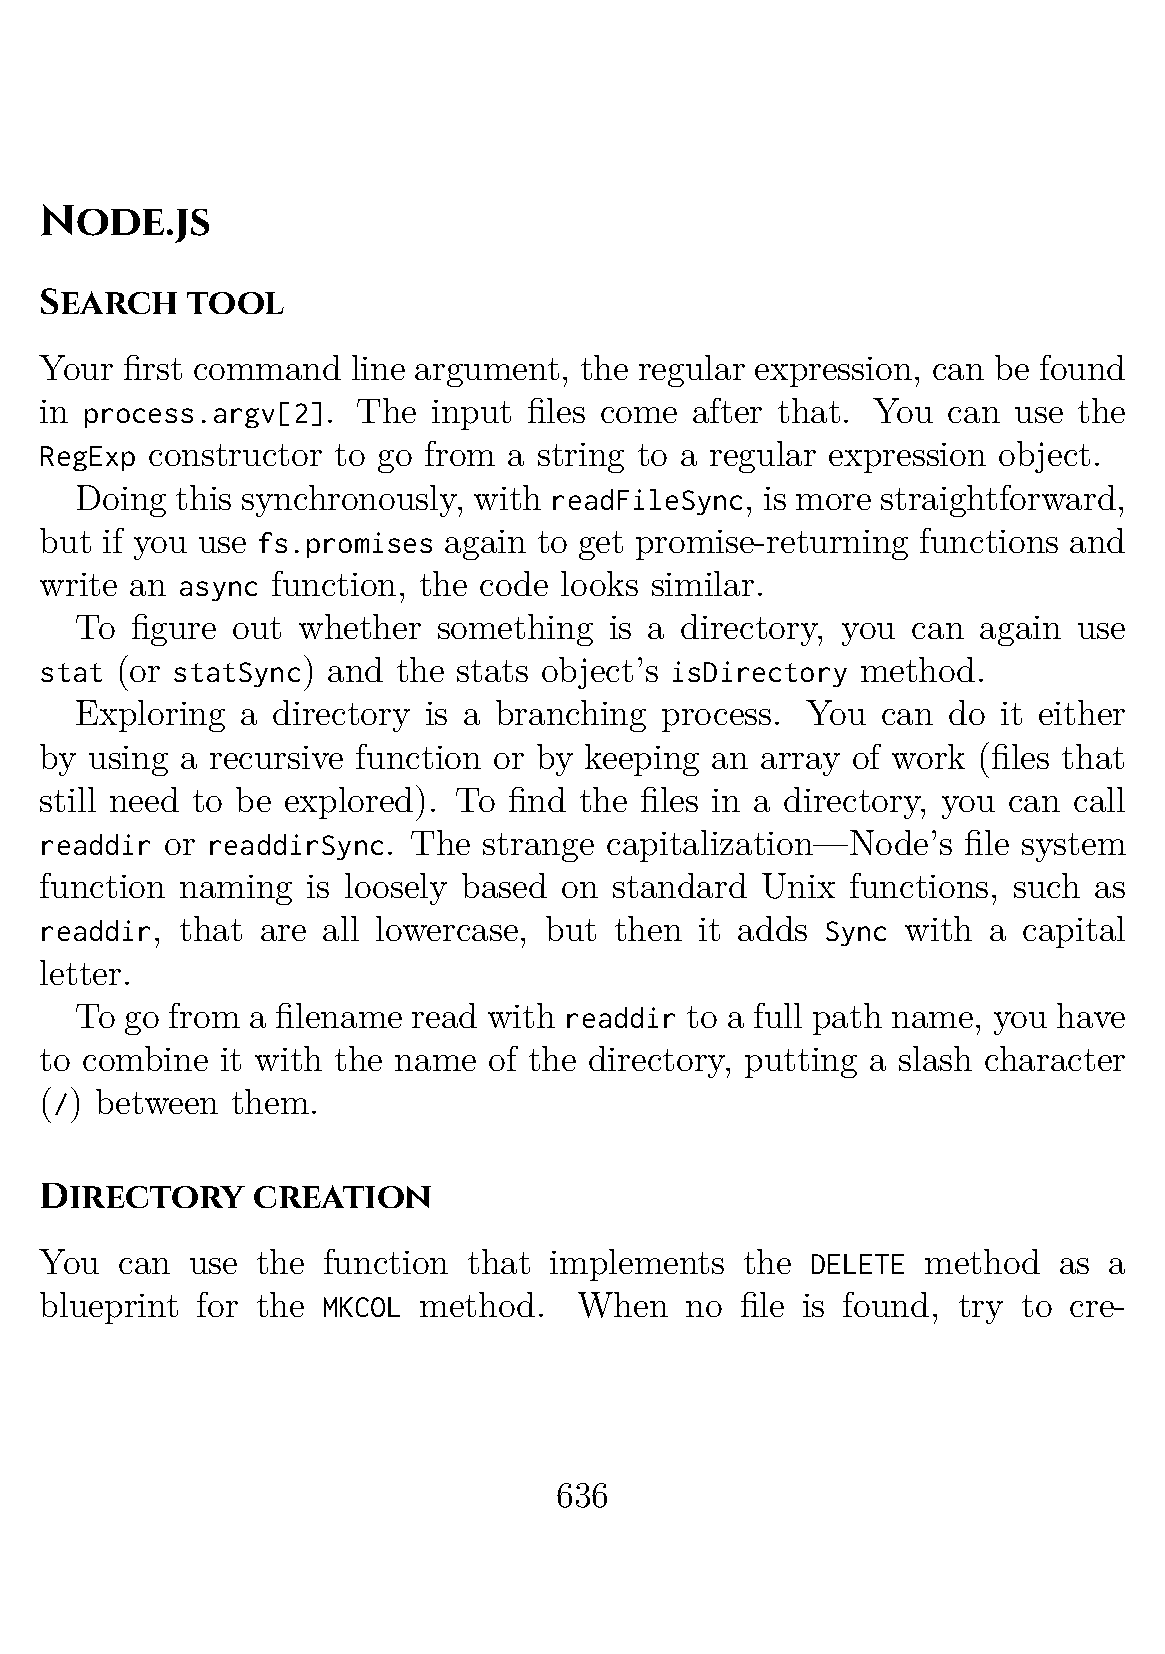 Node.js
Search tool
Your first command line argument, the regular expression, can be found
in process.argv[2]. The input files come after that. You can use the
RegExp constructor to go from a string to a regular expression object.
Doing this synchronously, with readFileSync, is more straightforward,
but if you use fs.promises again to get promise-returning functions and
write an async function, the code looks similar.
To figure out whether something is a directory, you can again use
stat (or statSync) and the stats object's isDirectory method.
Exploring a directory is a branching process. You can do it either
by using a recursive function or by keeping an array of work (files that
still need to be explored). To find the files in a directory, you can call
readdir or readdirSync. The strange capitalization—Node's file system
function naming is loosely based on standard Unix functions, such as
readdir, that are all lowercase, but then it adds Sync with a capital
letter.
To go from a filename read with readdir to a full path name, you have
to combine it with the name of the directory, putting a slash character
(/) between them.
Directory creation
You can use the function that implements the DELETE method as a
blueprint for the MKCOL method. When no file is found, try to cre-
636